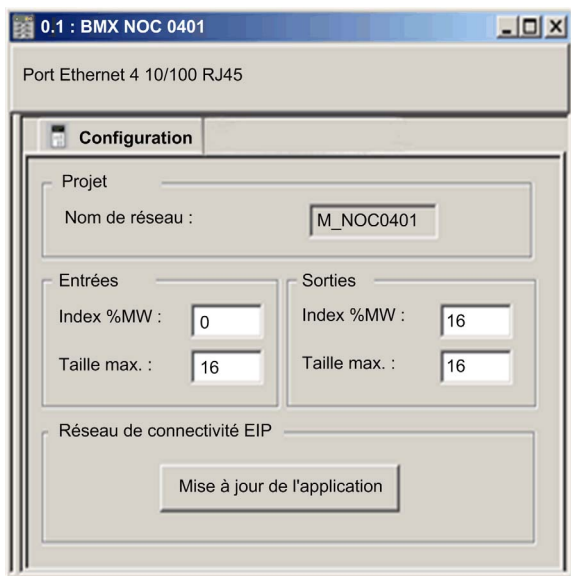 0.1 : BMX NOC 0401
Port Ethernet 4 10/100 RJ45
Configuration
Projet
Nom de réseau : M_NOC0401
Entrées
Index %MW : 0
Taille max. : 16
Sorties
Index %MW : 16
Taille max. : 16
Réseau de connectivité EIP
Mise à jour de l'application